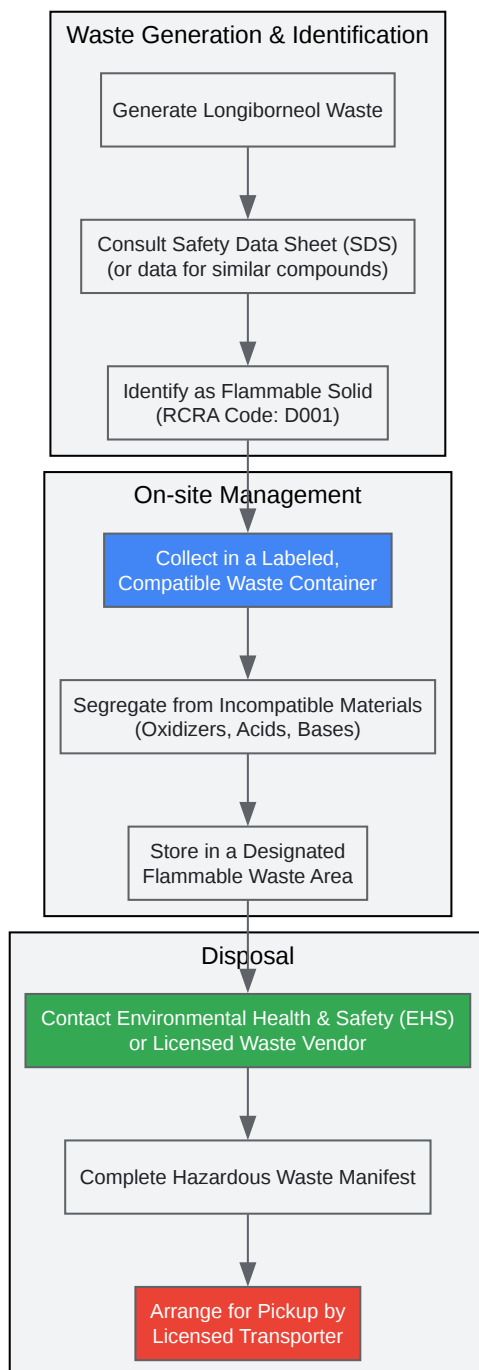 Waste Generation & Identification
Generate Longiborneol Waste
Consult Safety Data Sheet (SDS)
(or data for similar compounds)
Identify as Flammable Solid
(RCRA Code: D001)
On-site Management
Collect in a Labeled,
Compatible Waste Container
Segregate from Incompatible Materials
(Oxidizers, Acids, Bases)
Store in a Designated
Flammable Waste Area
Disposal
Contact Environmental Health & Safety (EHS)
or Licensed Waste Vendor
Complete Hazardous Waste Manifest
Arrange for Pickup by
Licensed Transporter